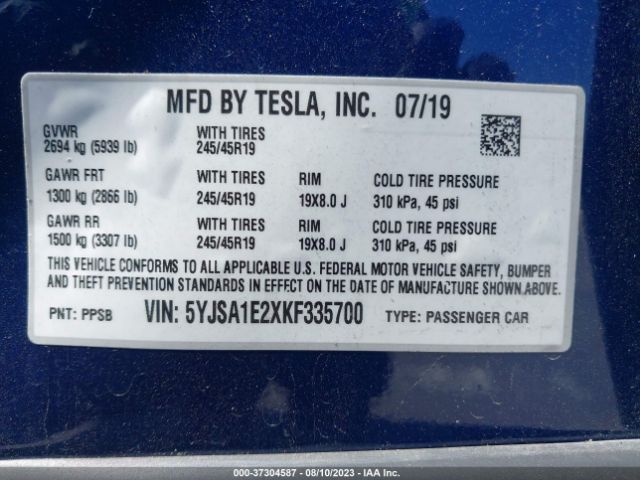 MFD BY TESLA, INC. 07/19
GVWR WITH TIRES
2694 kg (5939 lb) 245/45R19
GAWR FRT WITH TIRES RIM COLD TIRE PRESSURE
1300 kg (2866 lb) 245/45R19 19X8.0 J 310 kPa, 45 psi
GAWR RR WITH TIRES RIM COLD TIRE PRESSURE
1500 kg (3307 lb) 245/45R19 19X8.0 J 310 kPa, 45 psi
THIS VEHICLE CONFORMS TO ALL APPLICABLE U.S. FEDERAL MOTOR VEHICLE SAFETY, BUMPER
AND THEFT PREVENTION STANDARDS IN EFFECT ON THE DATE OF MANUFACTURE SHOWN ABOVE.
PNT: PPSB VIN: 5YJSA1E2XKF335700 TYPE: PASSENGER CAR
000-37304587 - 08/10/2023 - IAA Inc.